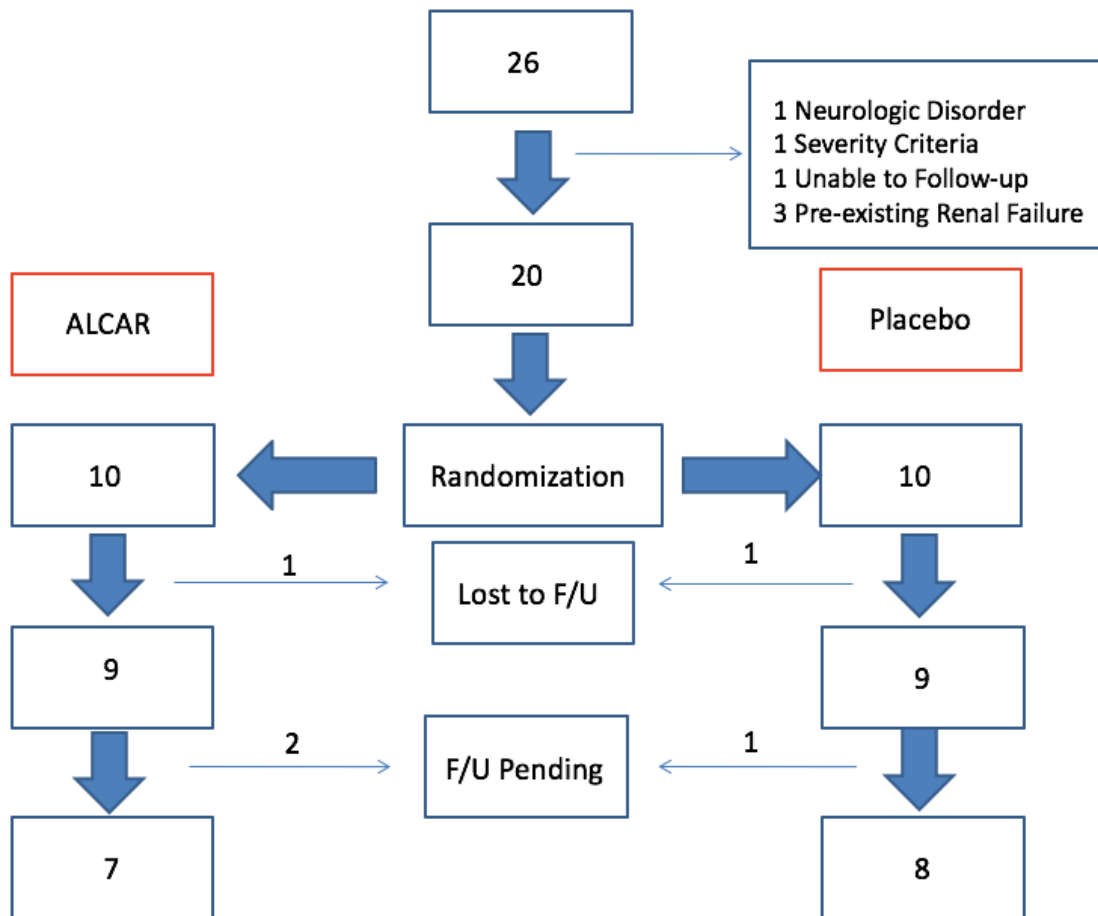 26
1 Neurologic Disorder
1 Severity Criteria
1 Unable to Follow-up
3 Pre-existing Renal Failure
20
ALCAR
Placebo
10
Randomization
10
1
Lost to F/U
1
9
9
2
F/U Pending
1
7
8